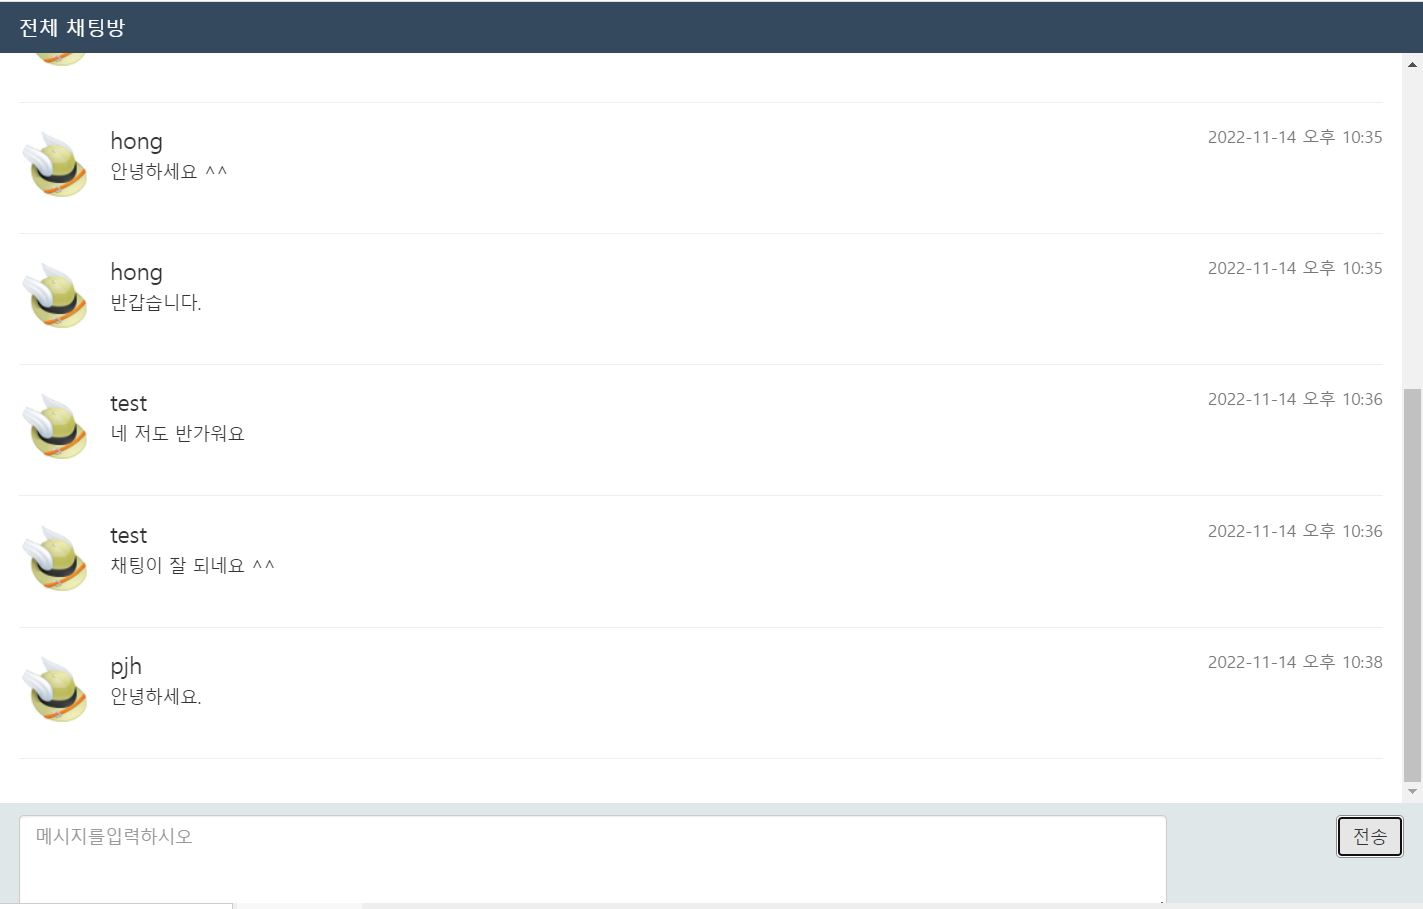 전체 채팅방
hong
2022-11-14 오후 10:35
안녕하세요 ^^
hong
2022-11-14 오후 10:35
반갑습니다.
test
2022-11-14 오후 10:36
네 저도 반가워요
test
2022-11-14 오후 10:36
채팅이 잘 되네요 ^^
pjh
2022-11-14 오후 10:38
안녕하세요.
메시지를입력하시오
전송